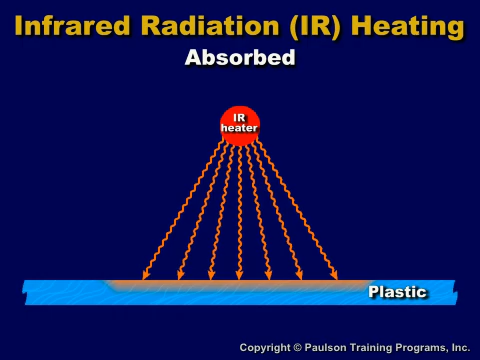 Infrared Radiation (IR) Heating
Absorbed
IR
heater
Plastic
Copyright © Paulson Training Programs, Inc.